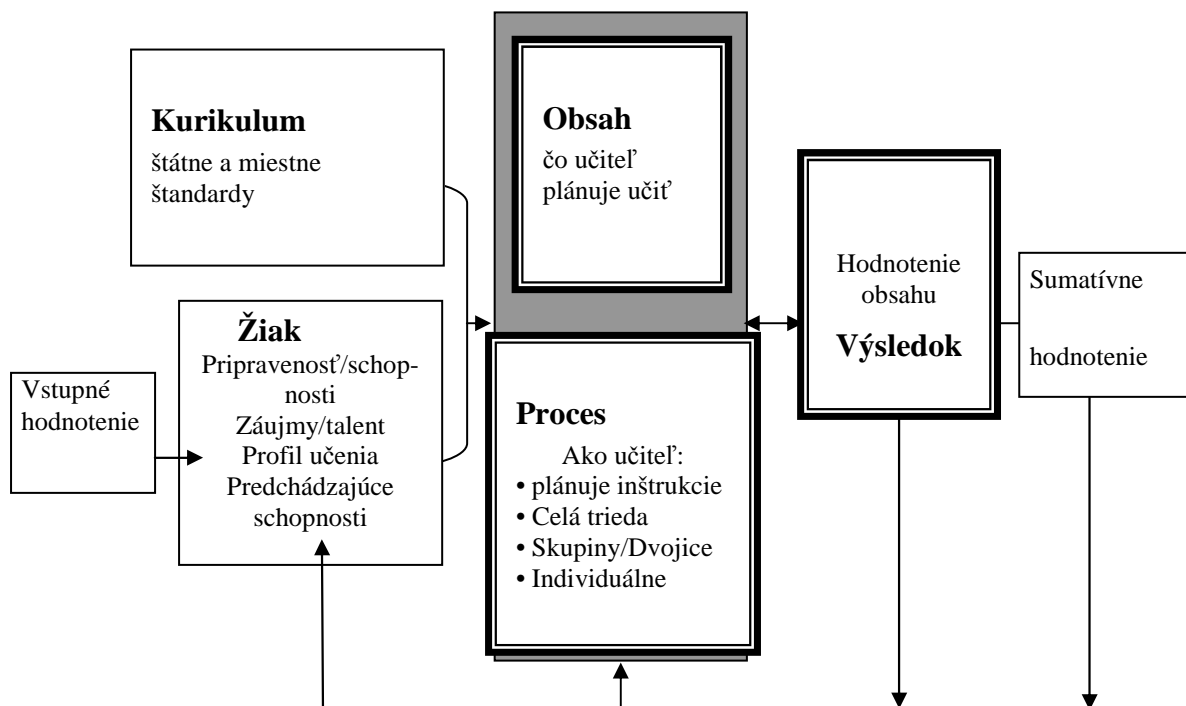 Kurikulum
štátne a miestne
štandardy
Obsah
čo učiteľ
plánuje učiť
Hodnotenie
obsahu
Výsledok
Sumatívne
hodnotenie
Vstupné
hodnotenie
Žiak
Pripravenosť/schop-
nosti
Záujmy/talent
Profil učenia
Predchádzajúce
schopnosti
Proces
Ako učiteľ:
• plánuje inštrukcie
• Celá trieda
• Skupiny/Dvojice
• Individuálne